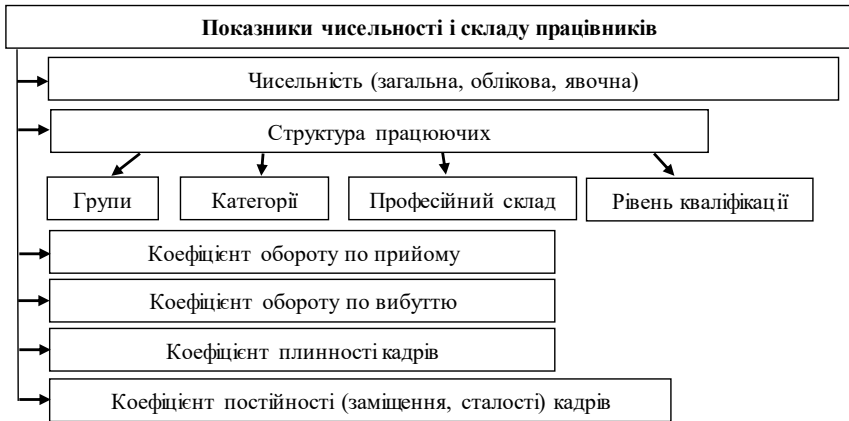 Показники чисельності і складу працівників
Чисельність (загальна, облікова, явочна)
Структура працюючих
Групи
Категорії
Професійний склад
Рівень кваліфікації
Коефіцієнт обороту по прийому
Коефіцієнт обороту по вибуттю
Коефіцієнт плинності кадрів
Коефіцієнт постійності (заміщення, сталості) кадрів